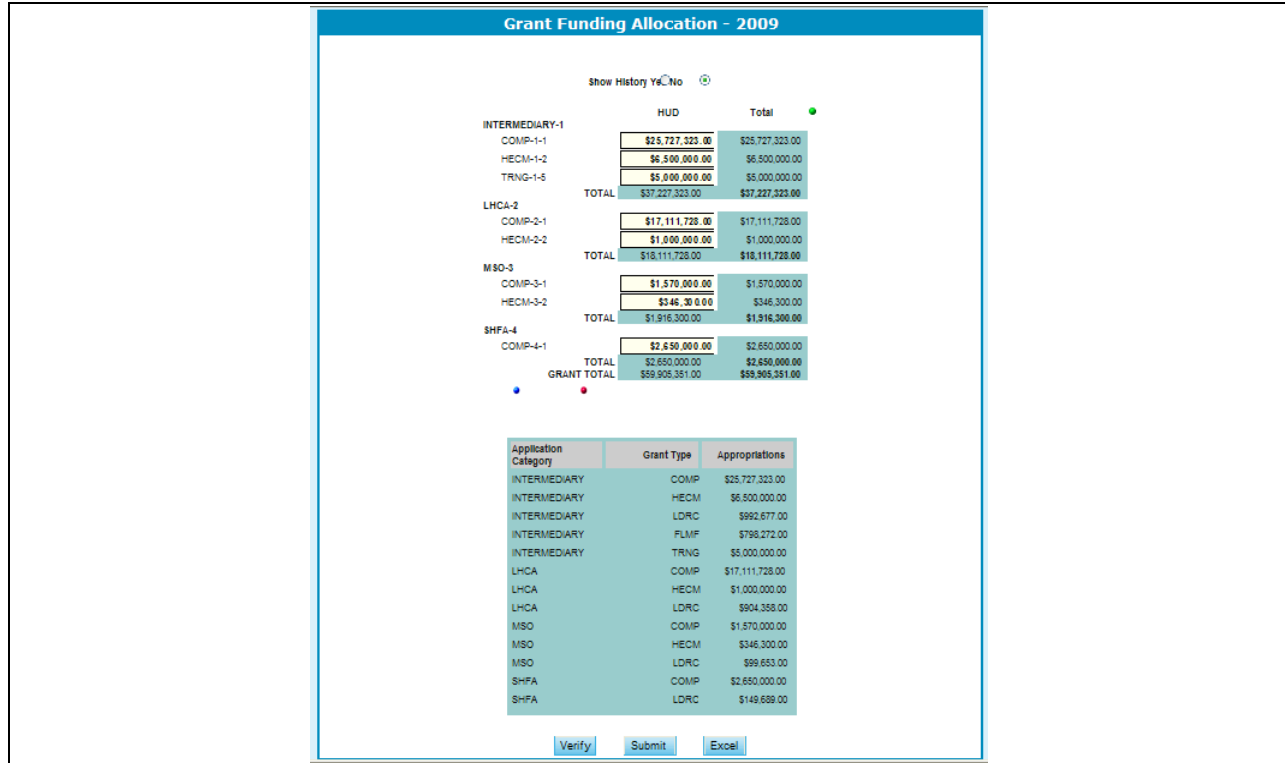 Grant Funding Allocation - 2009
Show History Yes No
HUD Total
INTERMEDIARY-1
COMP-1-1 $25,727,323.00 $25,727,323.00
HECM-1-2 $6,500,000.00 $6,500,000.00
TRNG-1-5 $5,000,000.00 $5,000,000.00
TOTAL $37,227,323.00 $37,227,323.00
LHCA-2
COMP-2-1 $17,111,728.00 $17,111,728.00
HECM-2-2 $1,000,000.00 $1,000,000.00
TOTAL $18,111,728.00 $18,111,728.00
MSO-3
COMP-3-1 $1,570,000.00 $1,570,000.00
HECM-3-2 $346,300.00 $346,300.00
TOTAL $1,916,300.00 $1,916,300.00
SHFA-4
COMP-4-1 $2,650,000.00 $2,650,000.00
TOTAL $2,650,000.00 $2,650,000.00
GRANT TOTAL $59,905,351.00 $59,905,351.00
Application
Category Grant Type Appropriations
INTERMEDIARY COMP $25,727,323.00
INTERMEDIARY HECM $6,500,000.00
INTERMEDIARY LDRC $992,677.00
INTERMEDIARY FLMF $798,272.00
INTERMEDIARY TRNG $5,000,000.00
LHCA COMP $17,111,728.00
LHCA HECM $1,000,000.00
LHCA LDRC $904,358.00
MSO COMP $1,570,000.00
MSO HECM $346,300.00
MSO LDRC $99,653.00
SHFA COMP $2,650,000.00
SHFA LDRC $149,689.00
Verify Submit Excel